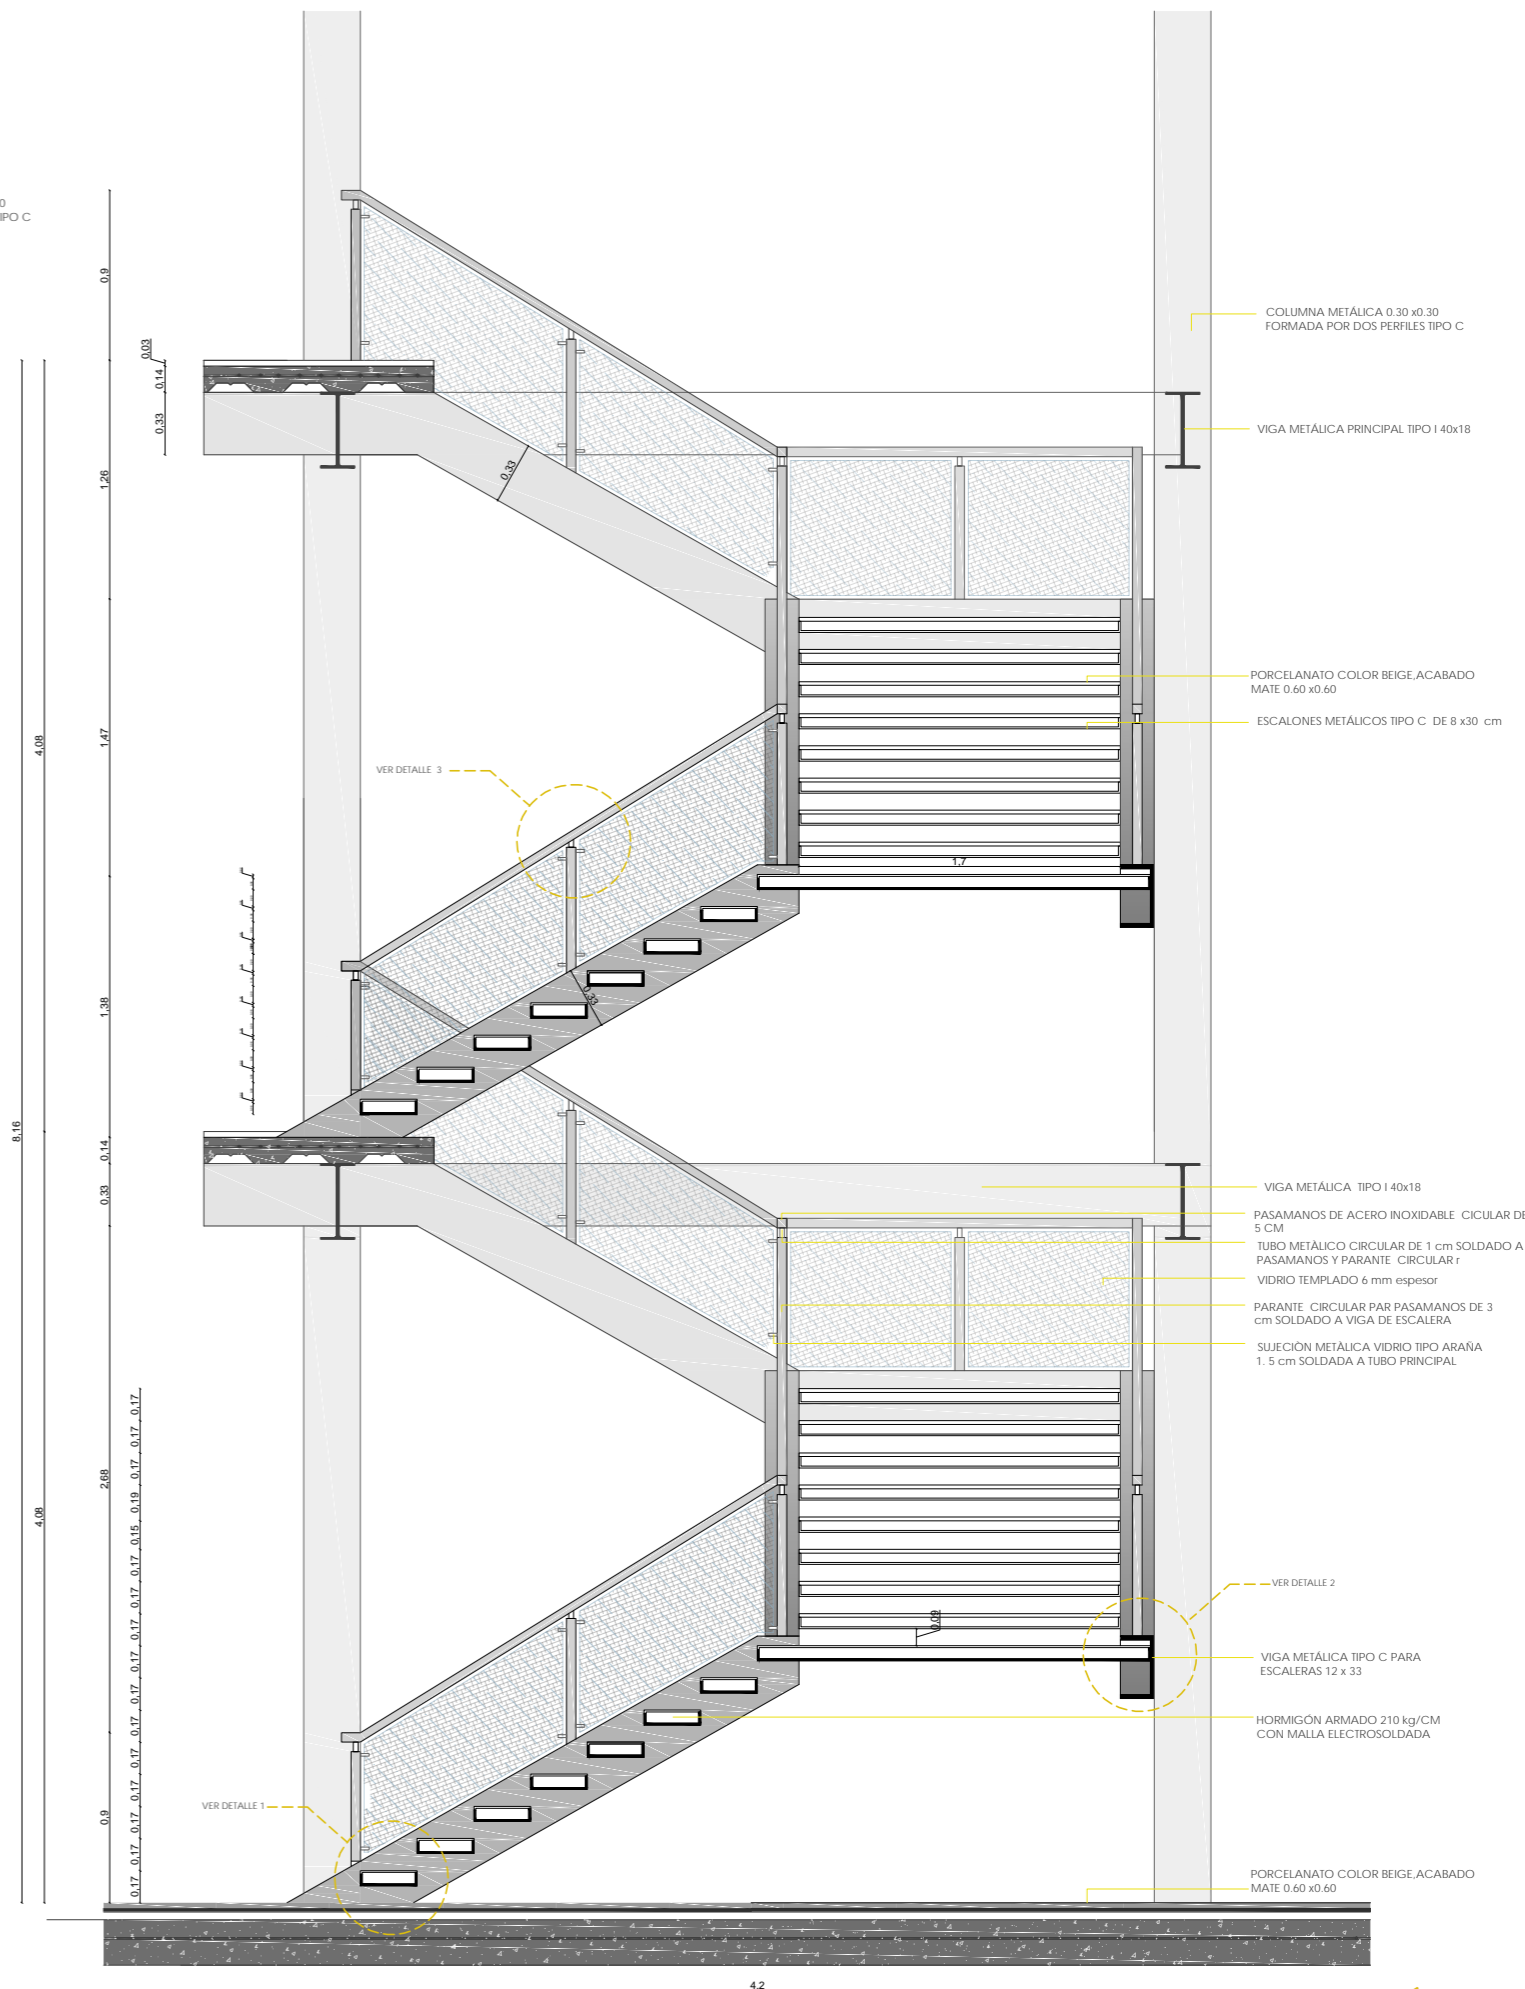 0
IPO C
COLUMNA METÁLICA 0.30 x0.30
FORMADA POR DOS PERFILES TIPO C
VIGA METÁLICA PRINCIPAL TIPO I 40x18
PORCELANATO COLOR BEIGE,ACABADO
MATE 0.60 x0.60
ESCALONES METÁLICOS TIPO C DE 8 x30 cm
VER DETALLE 3
VIGA METÁLICA TIPO I 40x18
PASAMANOS DE ACERO INOXIDABLE CICULAR DE
5 CM
TUBO METÀLICO CIRCULAR DE 1 cm SOLDADO A
PASAMANOS Y PARANTE CIRCULAR r
VIDRIO TEMPLADO 6 mm espesor
PARANTE CIRCULAR PAR PASAMANOS DE 3
cm SOLDADO A VIGA DE ESCALERA
SUJECIÒN METÀLICA VIDRIO TIPO ARAÑA
1. 5 cm SOLDADA A TUBO PRINCIPAL
VER DETALLE 2
VIGA METÁLICA TIPO C PARA
ESCALERAS 12 x 33
HORMIGÓN ARMADO 210 kg/CM
CON MALLA ELECTROSOLDADA
VER DETALLE 1
PORCELANATO COLOR BEIGE,ACABADO
MATE 0.60 x0.60
0,9
0,03
0,14
0,33
1,26
0,33
1,47
4,08
1,7
1,38
0,33
8,16
0,14
0,33
2,68
4,08
0,9
0,17
0,17
0,17
0,19
0,15
0,17
0,17
0,17
0,17
0,17
0,17
0,17
0,17
0,17
0,17
0,17
0,09
4,2